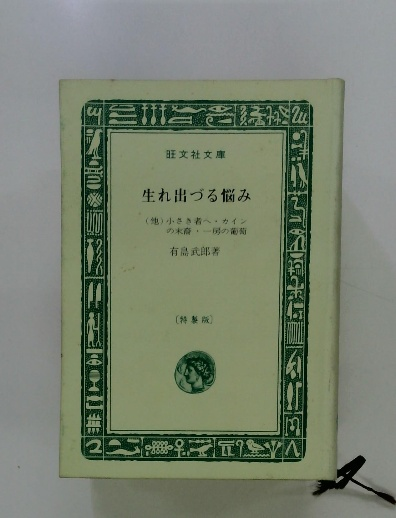 旺文社文庫
生れ出づる悩み
（他）小さき者へ・カイン
の末裔・一房の葡萄
有島武郎著
［特製版］